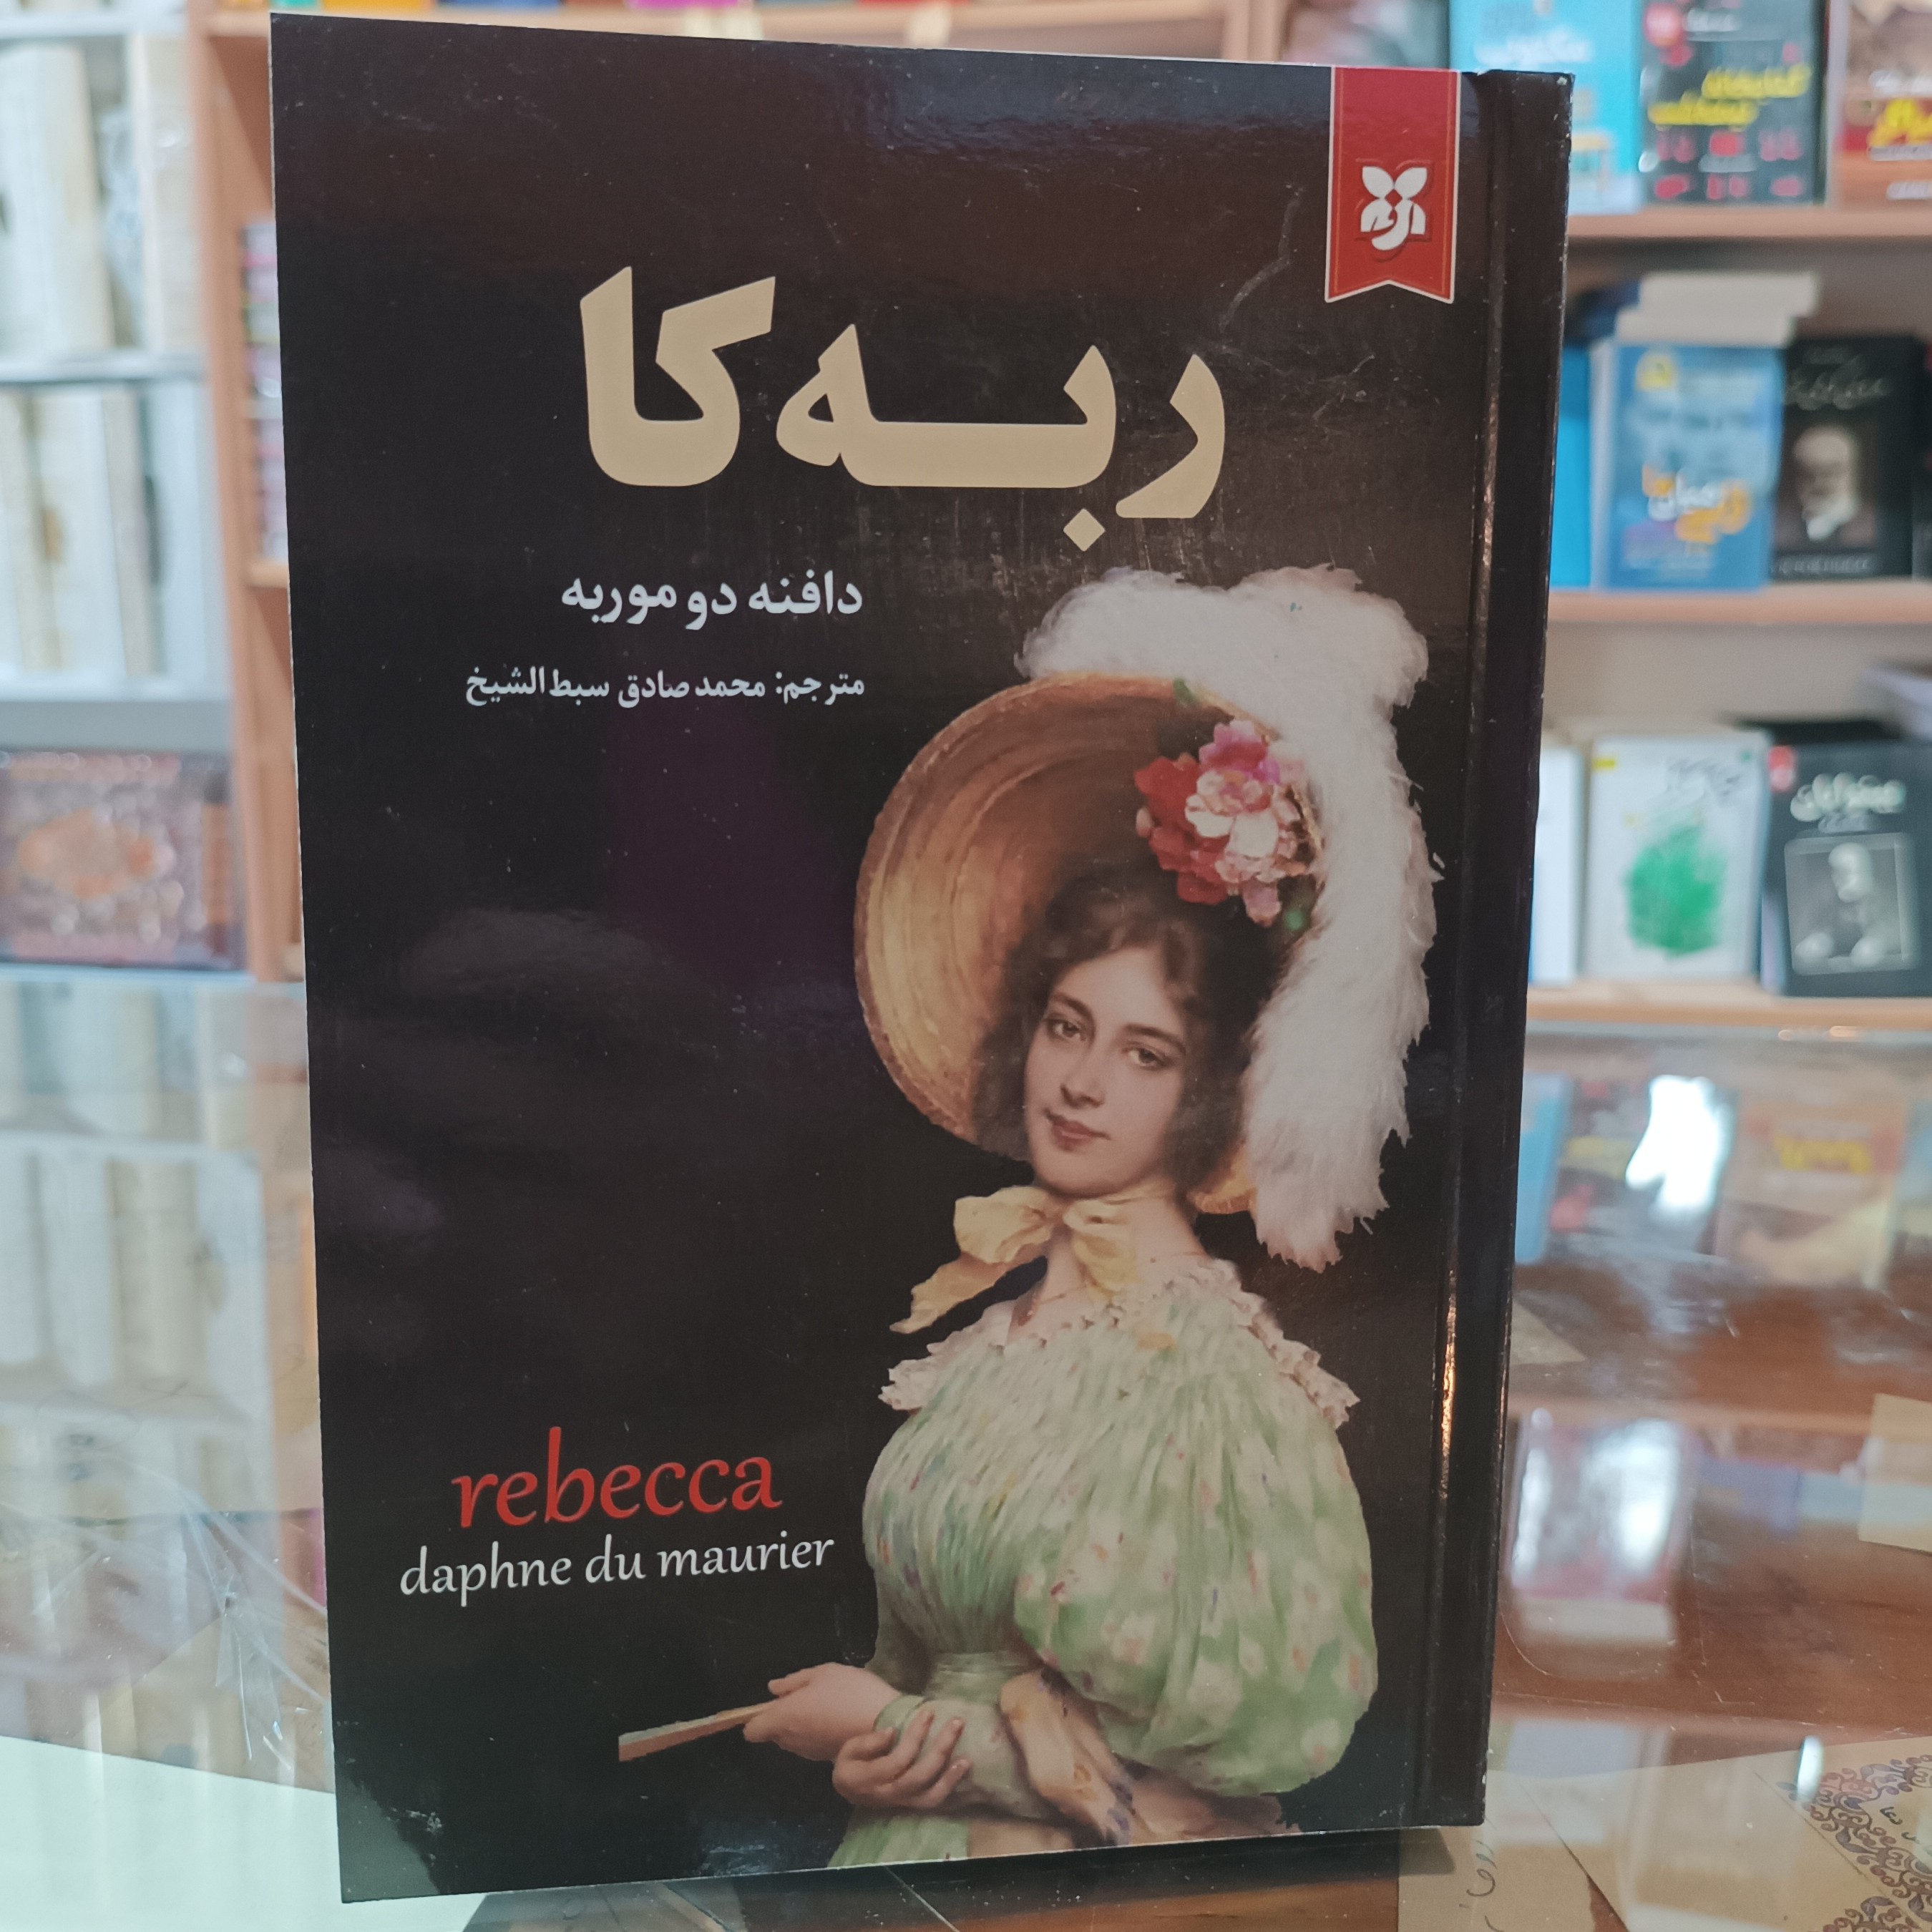 ربه‌کا
دافنه دو موریه
مترجم: محمد صادق سبط الشیخ
rebecca
daphne du maurier